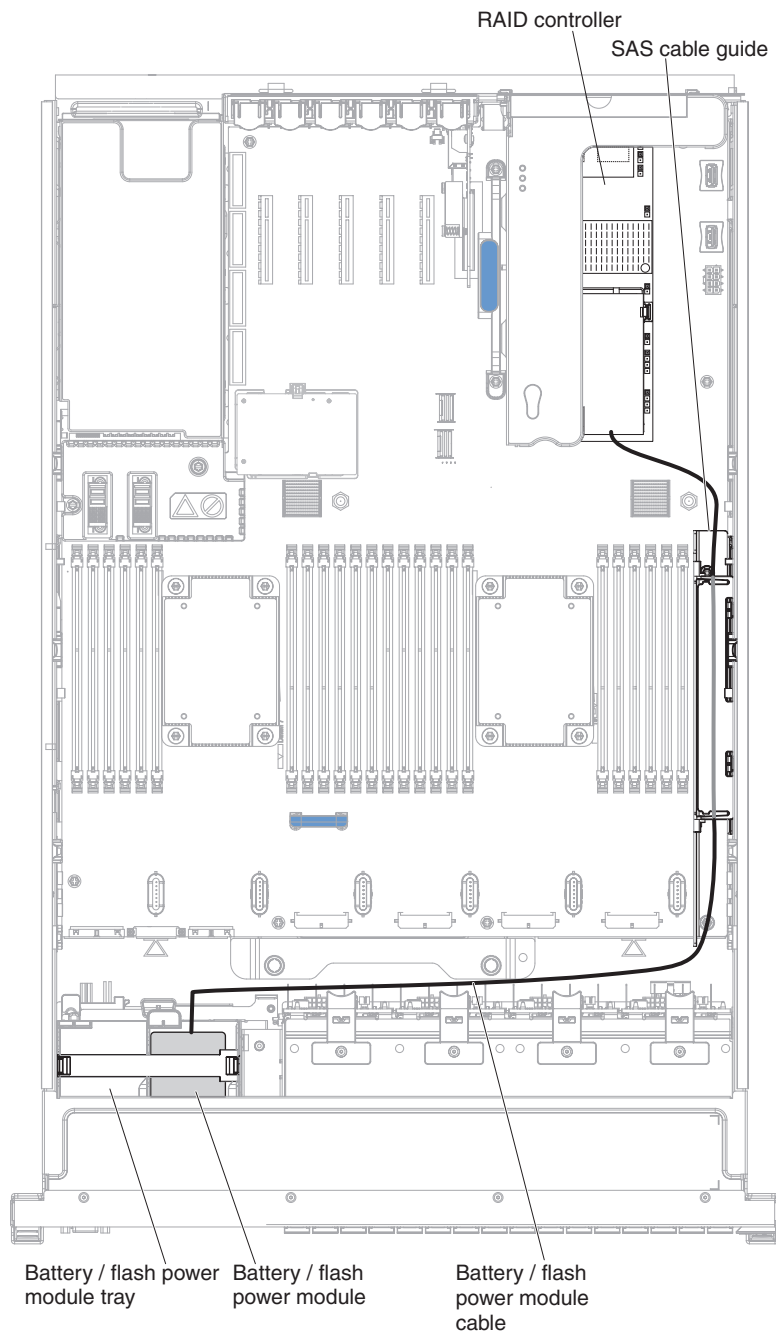 RAID controller
SAS cable guide
Battery / flash power
module tray
Battery / flash
power module
Battery / flash
power module
cable